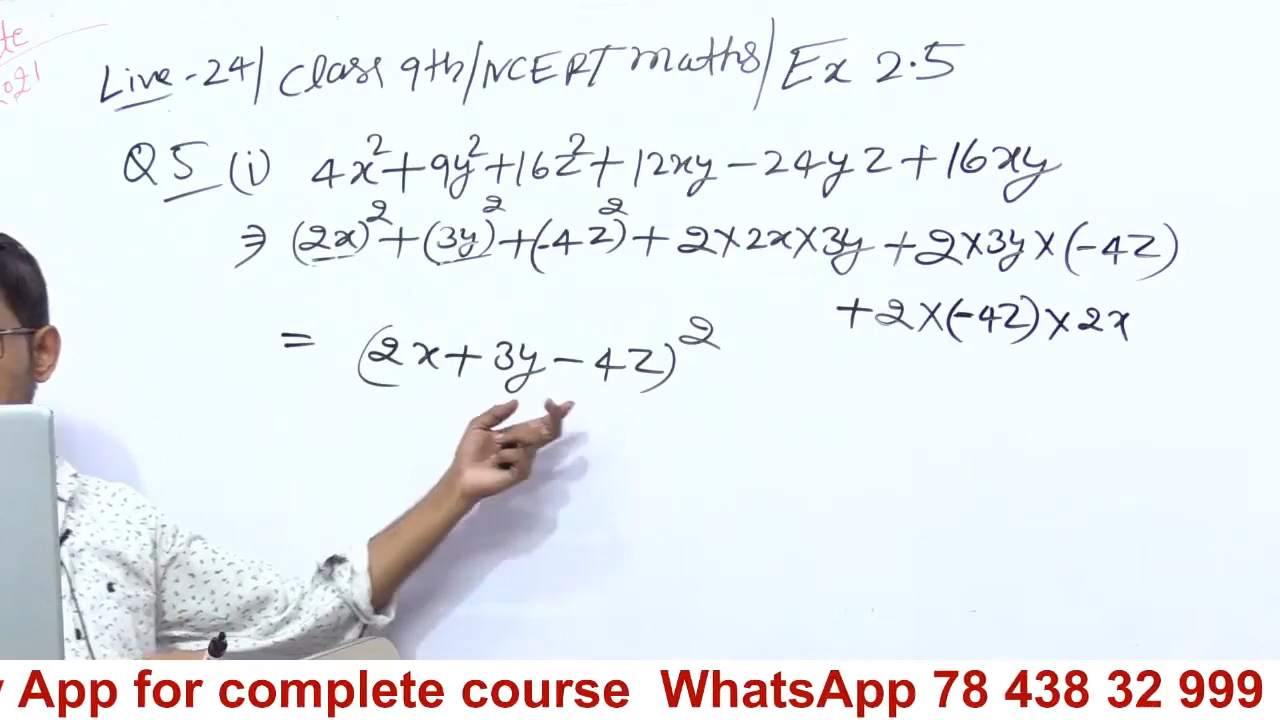 te
021
Live-24/ Class 9th/NCERT maths/ Ex 2.5
Q5 (i) 4x²+9y²+16z²+12xy-24yz+16xy
⇒ (2x)²+(3y)²+(-4z)²+2×2x×3y+2×3y×(-4z)
+2×(-4z)×2x
= (2x+3y-4z)²
App for complete course WhatsApp 78 438 32 999